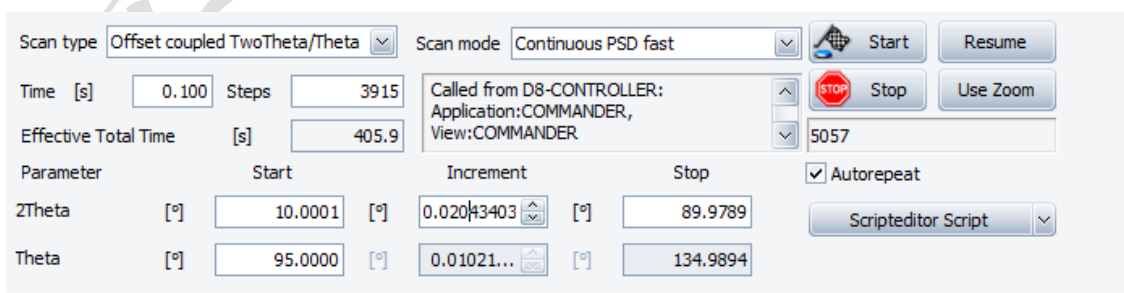 Scan type Offset coupled TwoTheta/Theta Scan mode Continuous PSD fast Start Resume
Time [s] 0.100 Steps 3915 Called from D8-CONTROLLER: STOP Stop Use Zoom
Application:COMMANDER,
Effective Total Time [s] 405.9 View:COMMANDER 5057
Parameter Start Increment Stop Autorepeat
2Theta [°] 10.0001 [°] 0.02043403 [°] 89.9789
Scripteditor Script
Theta [°] 95.0000 [°] 0.01021... [°] 134.9894